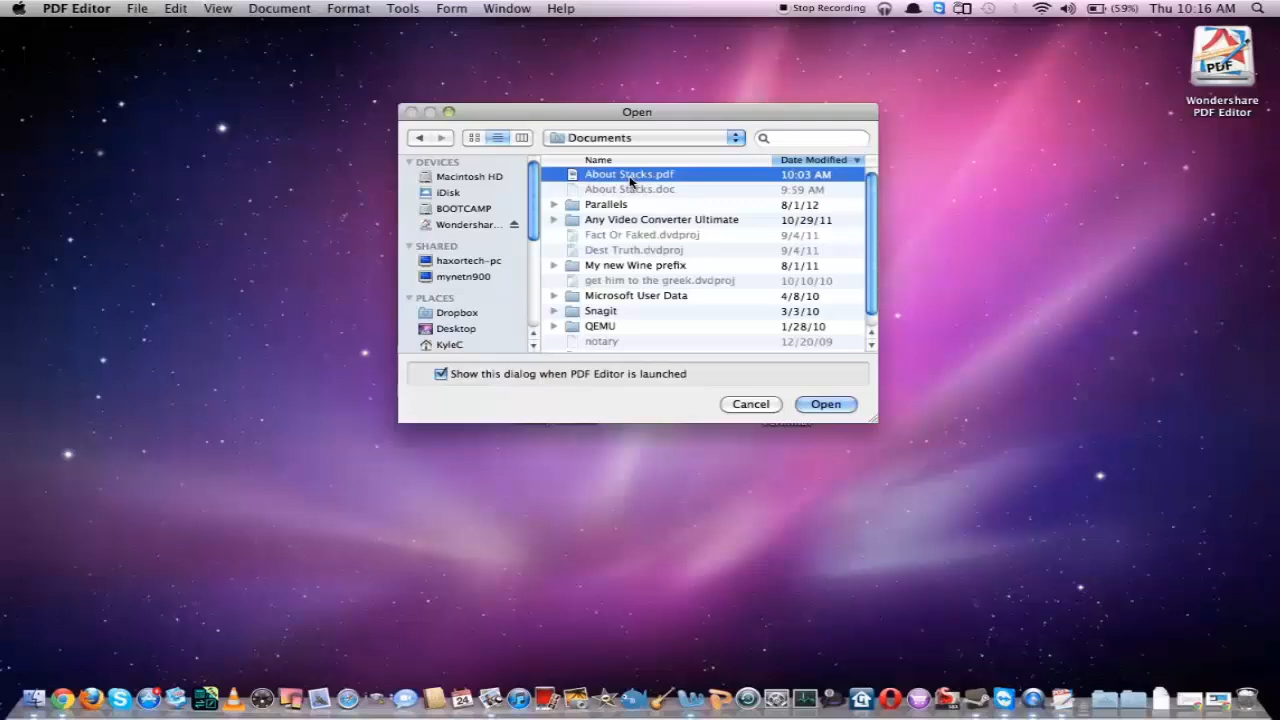 PDF Editor File Edit View Document Format Tools Form Window Help Stop Recording (59%) Thu 10:16 AM
PDF
Wondershare
PDF Editor
Open
Documents
Name Date Modified
DEVICES
Macintosh HD
iDisk
BOOTCAMP
Wondershar...
SHARED
haxortech-pc
mynetn900
PLACES
Dropbox
Desktop
KyleC
About Stacks.pdf 10:03 AM
About Stacks.doc 9:59 AM
Parallels 8/1/12
Any Video Converter Ultimate 10/29/11
Fact Or Faked.dvdproj 9/4/11
Dest Truth.dvdproj 9/4/11
My new Wine prefix 8/1/11
get him to the greek.dvdproj 10/10/10
Microsoft User Data 4/8/10
Snagit 3/3/10
QEMU 1/28/10
notary 12/20/09
Show this dialog when PDF Editor is launched
Cancel Open